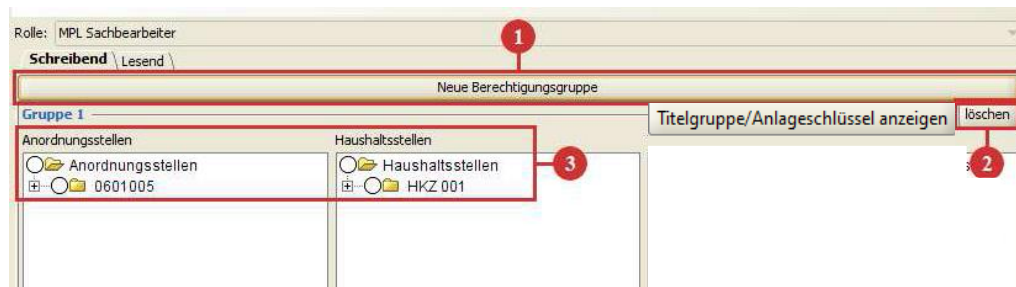 Rolle: MPL Sachbearbeiter
1
Schreibend Lesend
Neue Berechtigungsgruppe
Gruppe 1
Titelgruppe/Anlageschlüssel anzeigen löschen
Anordnungsstellen Haushaltsstellen
Anordnungsstellen Haushaltsstellen 3 2
0601005 HKZ 001